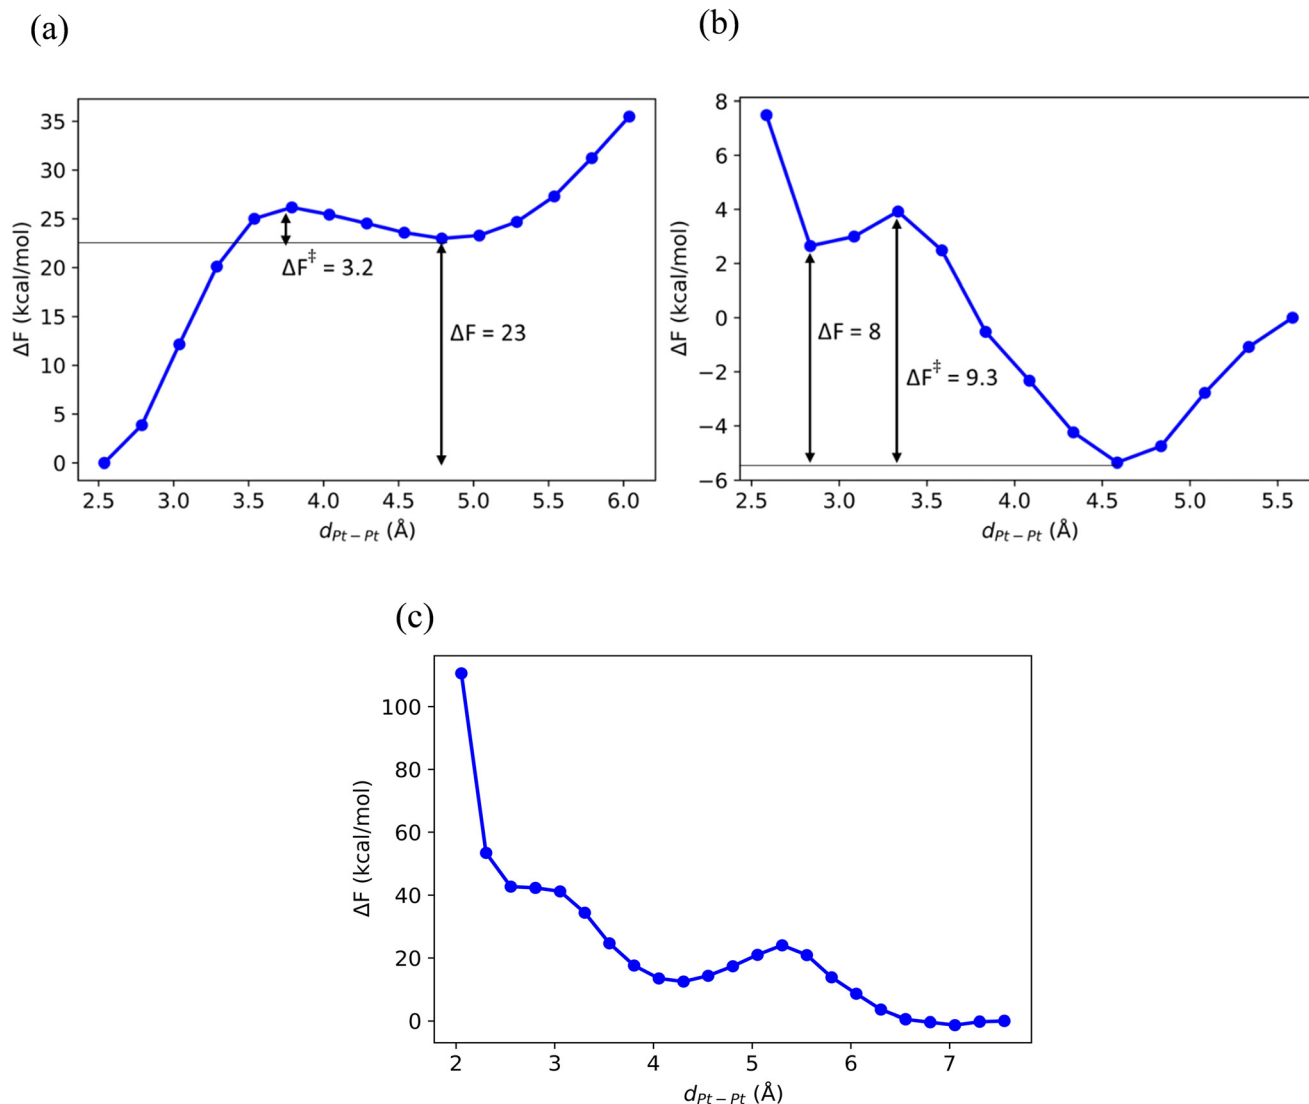 (a)
35
30
25
20
15
10
5
0
ΔF (kcal/mol)
ΔF‡ = 3.2
ΔF = 23
2.5 3.0 3.5 4.0 4.5 5.0 5.5 6.0
dPt−Pt (Å)
(b)
8
6
4
2
0
−2
−4
−6
ΔF (kcal/mol)
ΔF = 8
ΔF‡ = 9.3
2.5 3.0 3.5 4.0 4.5 5.0 5.5
dPt−Pt (Å)
(c)
100
80
60
40
20
0
ΔF (kcal/mol)
2 3 4 5 6 7
dPt−Pt (Å)